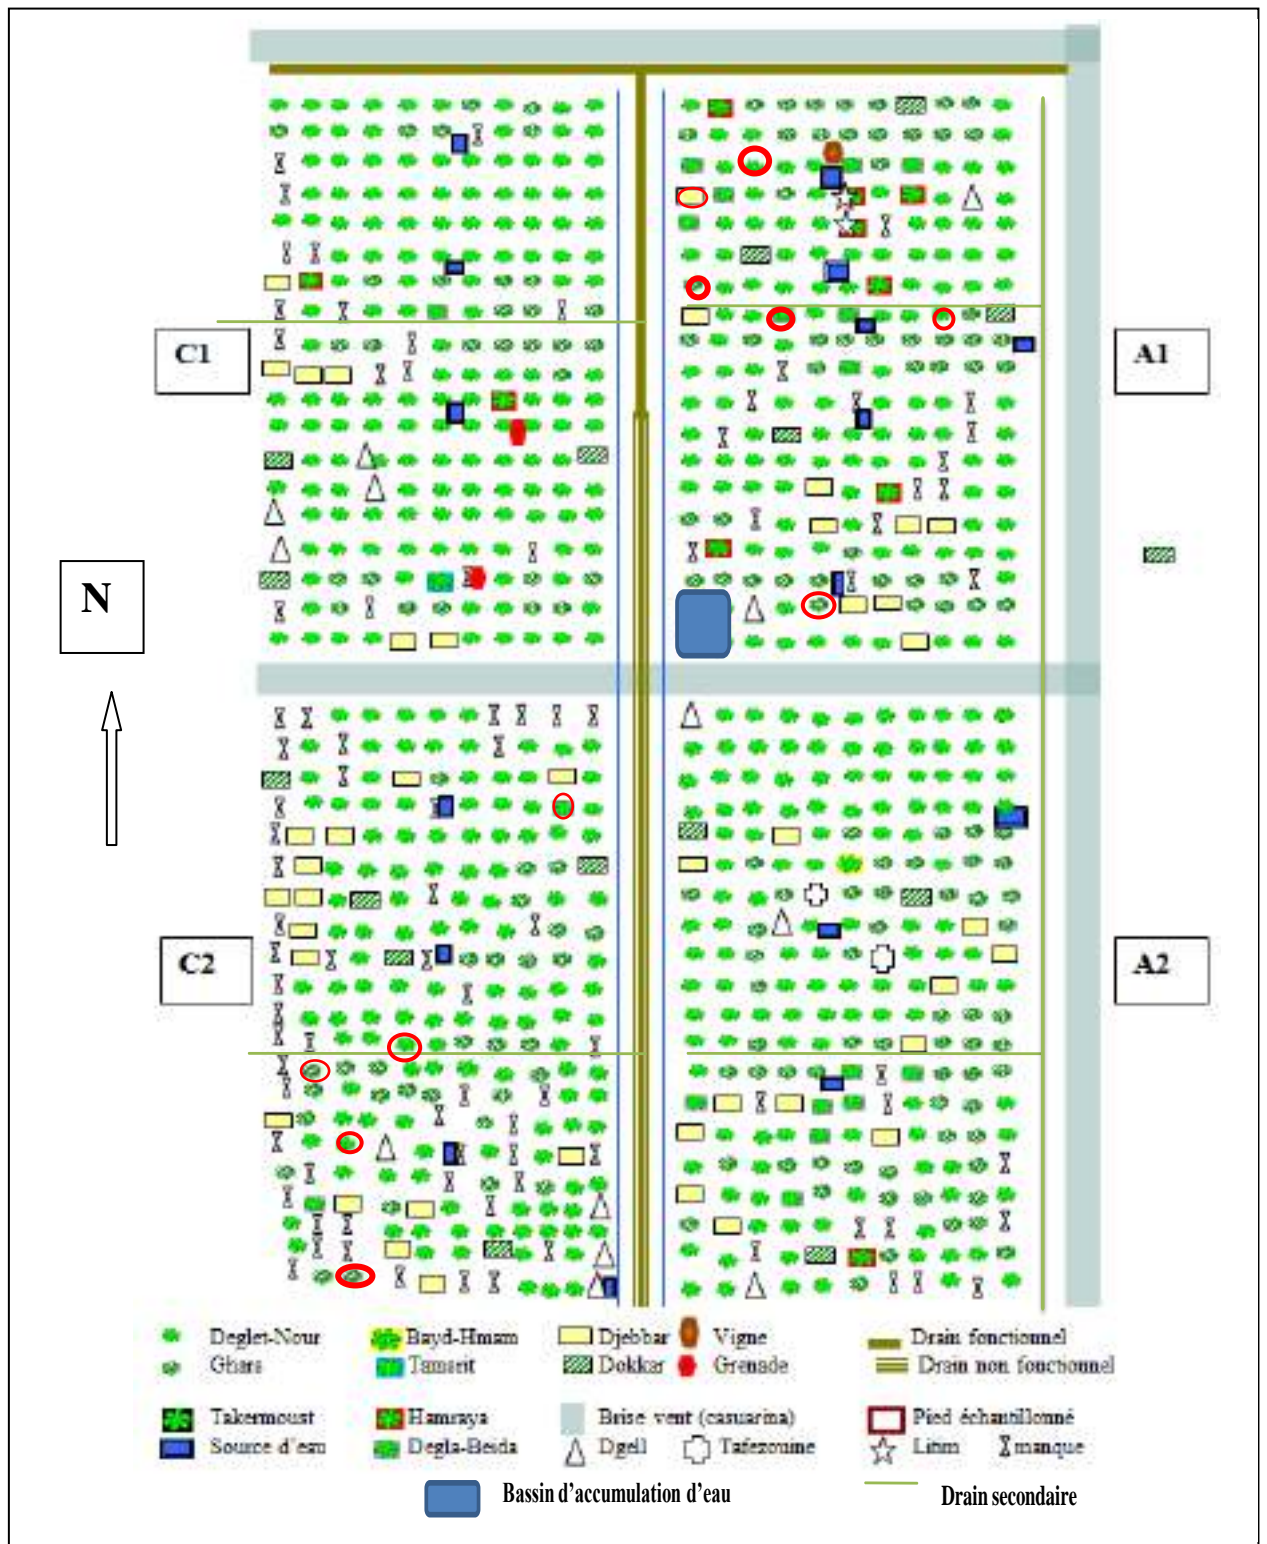 C1
A1
N
C2
A2
Deglet-Nour Bayd-Hmam Djebbar Vigne Drain fonctionnel
Ghars Tamsrit Dokkar Grenade Drain non fonctionnel
Takermoust Hamraya Brise vent (casuarina) Pied échantillonné
Source d'eau Degla-Beida Dgell Tafezouine Litim manque
Bassin d'accumulation d'eau Drain secondaire